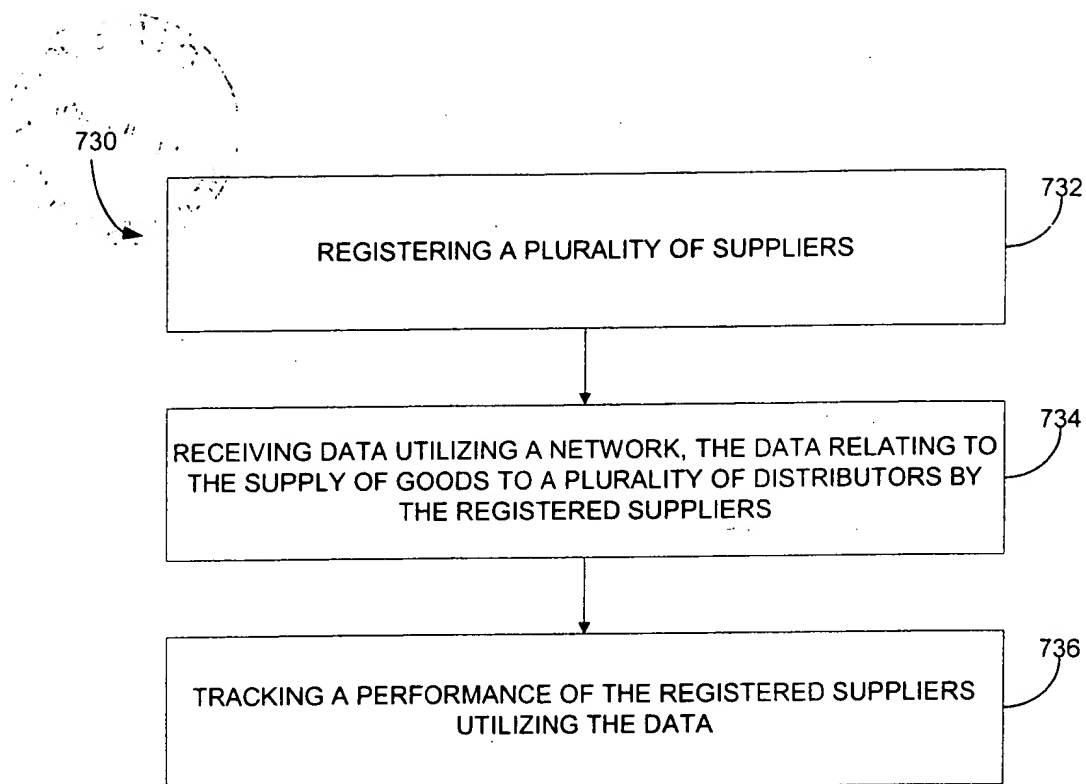 730
732
REGISTERING A PLURALITY OF SUPPLIERS
734
RECEIVING DATA UTILIZING A NETWORK, THE DATA RELATING TO
THE SUPPLY OF GOODS TO A PLURALITY OF DISTRIBUTORS BY
THE REGISTERED SUPPLIERS
736
TRACKING A PERFORMANCE OF THE REGISTERED SUPPLIERS
UTILIZING THE DATA